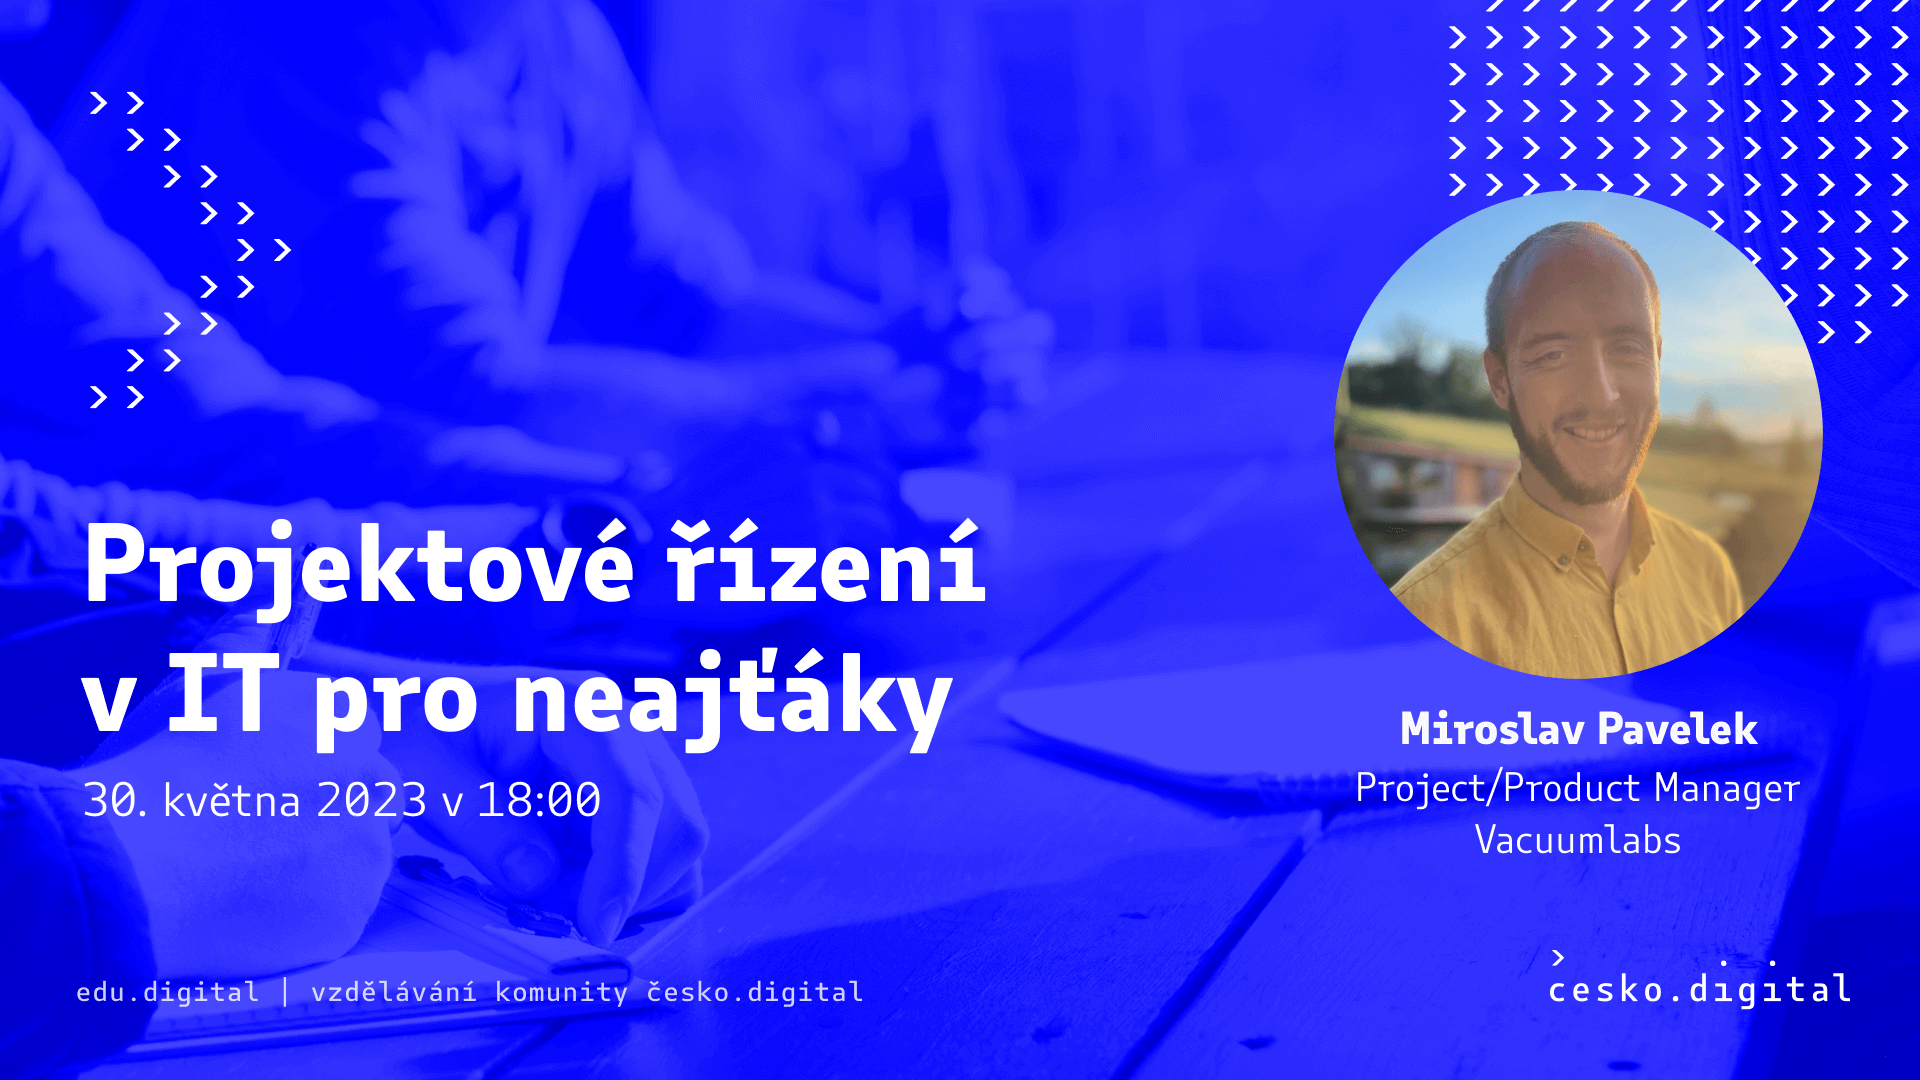 Projektové řízení
v IT pro neajťáky
30. května 2023 v 18:00
Miroslav Pavelek
Project/Product Manager
Vacuumlabs
edu.digital | vzdělávání komunity česko.digital
cesko.digital